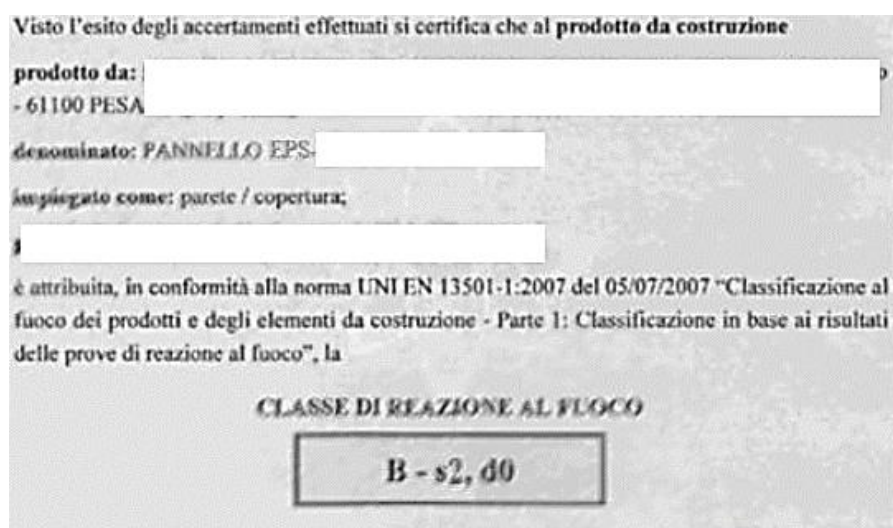 Visto l'esito degli accertamenti effettuati si certifica che al prodotto da costruzione
prodotto da:
- 61100 PESA
denominato: PANNELLO EPS-
impiegato come: parete / copertura;
è attribuita, in conformità alla norma UNI EN 13501-1:2007 del 05/07/2007 "Classificazione al
fuoco dei prodotti e degli elementi da costruzione - Parte 1: Classificazione in base ai risultati
delle prove di reazione al fuoco", la
CLASSE DI REAZIONE AL FUOCO
B - s2, d0